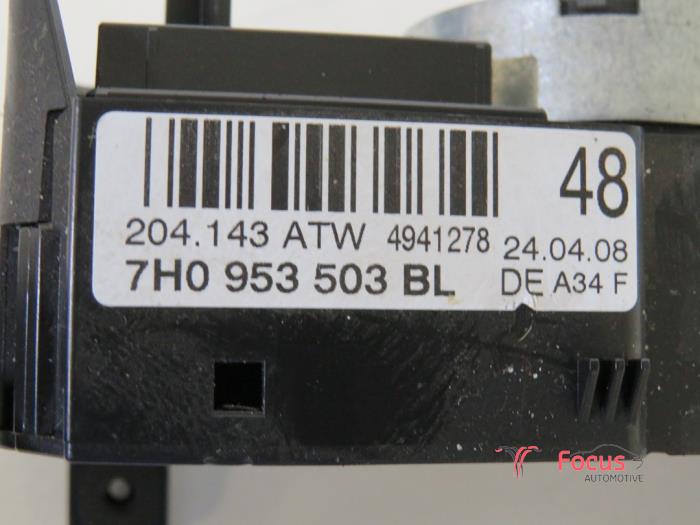 48
204.143 ATW 4941278 24.04.08
7H0 953 503 BL DE A34 F
Focus
AUTOMOTIVE